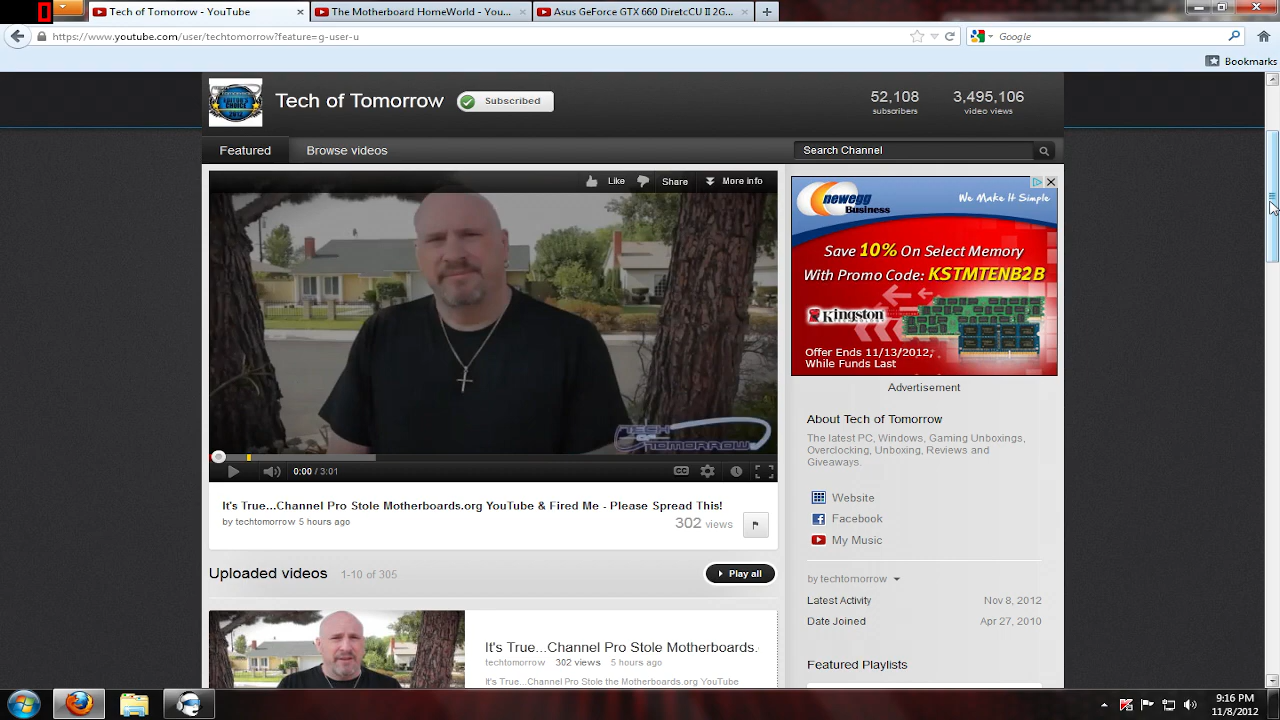 Tech of Tomorrow - YouTube
The Motherboard HomeWorld - You...
Asus GeForce GTX 660 DiretcCU II 2G...
https://www.youtube.com/user/techtomorrow?feature=g-user-u
Google
Bookmarks
Tech of Tomorrow
Subscribed
52,108
subscribers
3,495,106
video views
Featured
Browse videos
Search Channel
Like
Share
More info
TECH OF TOMORROW
0:00 / 3:01
CC
It's True...Channel Pro Stole Motherboards.org YouTube & Fired Me - Please Spread This!
by techtomorrow 5 hours ago
302 views
Uploaded videos 1-10 of 305
Play all
It's True...Channel Pro Stole Motherboards.
techtomorrow 302 views 5 hours ago
It's True...Channel Pro Stole the Motherboards.org YouTube
newegg
Business
We Make It Simple
Save 10% On Select Memory
With Promo Code: KSTMTENB2B
Kingston
Offer Ends 11/13/2012,
While Funds Last
Advertisement
About Tech of Tomorrow
The latest PC, Windows, Gaming Unboxings,
Overclocking, Unboxing, Reviews and
Giveaways.
Website
Facebook
My Music
by techtomorrow
Latest Activity Nov 8, 2012
Date Joined Apr 27, 2010
Featured Playlists
9:16 PM
11/8/2012